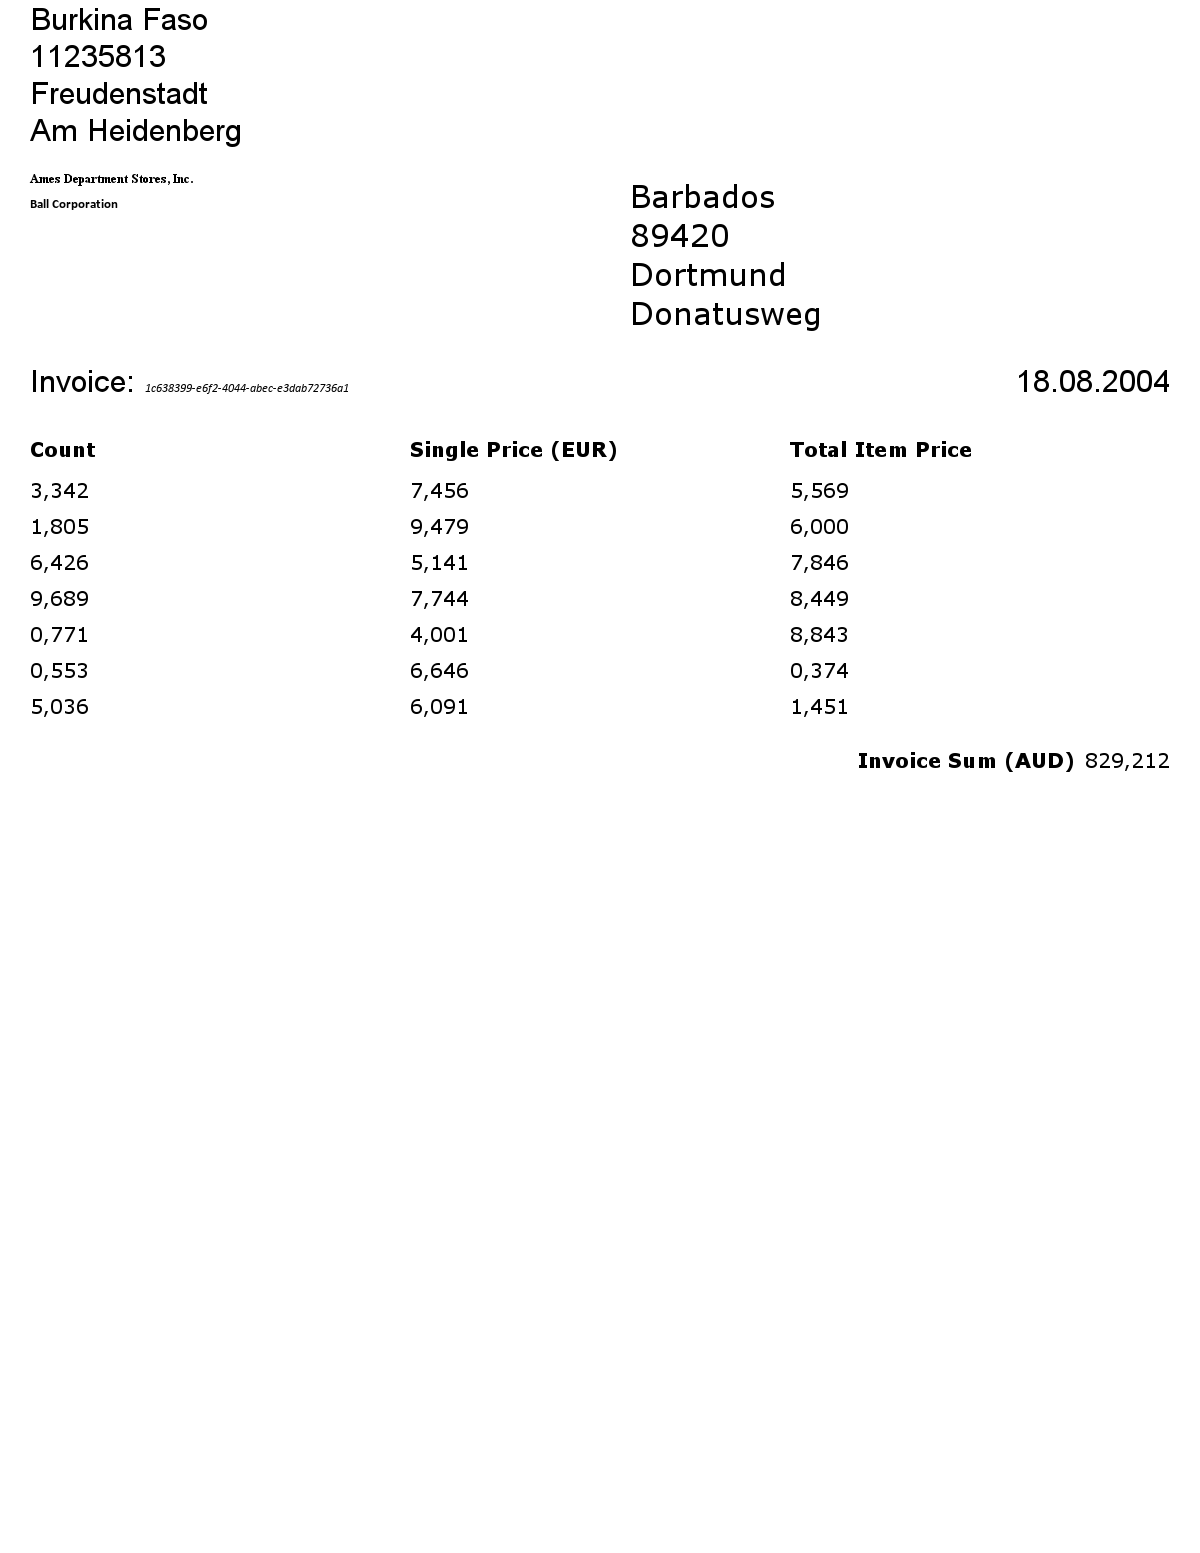 Burkina Faso
11235813
Freudenstadt
Am Heidenberg
Ames Department Stores, Inc.
Ball Corporation
Barbados
89420
Dortmund
Donatusweg
Invoice: 1c638399-e6f2-4044-abec-e3dab72736a1 18.08.2004
Count Single Price (EUR) Total Item Price
3,342 7,456 5,569
1,805 9,479 6,000
6,426 5,141 7,846
9,689 7,744 8,449
0,771 4,001 8,843
0,553 6,646 0,374
5,036 6,091 1,451
Invoice Sum (AUD) 829,212